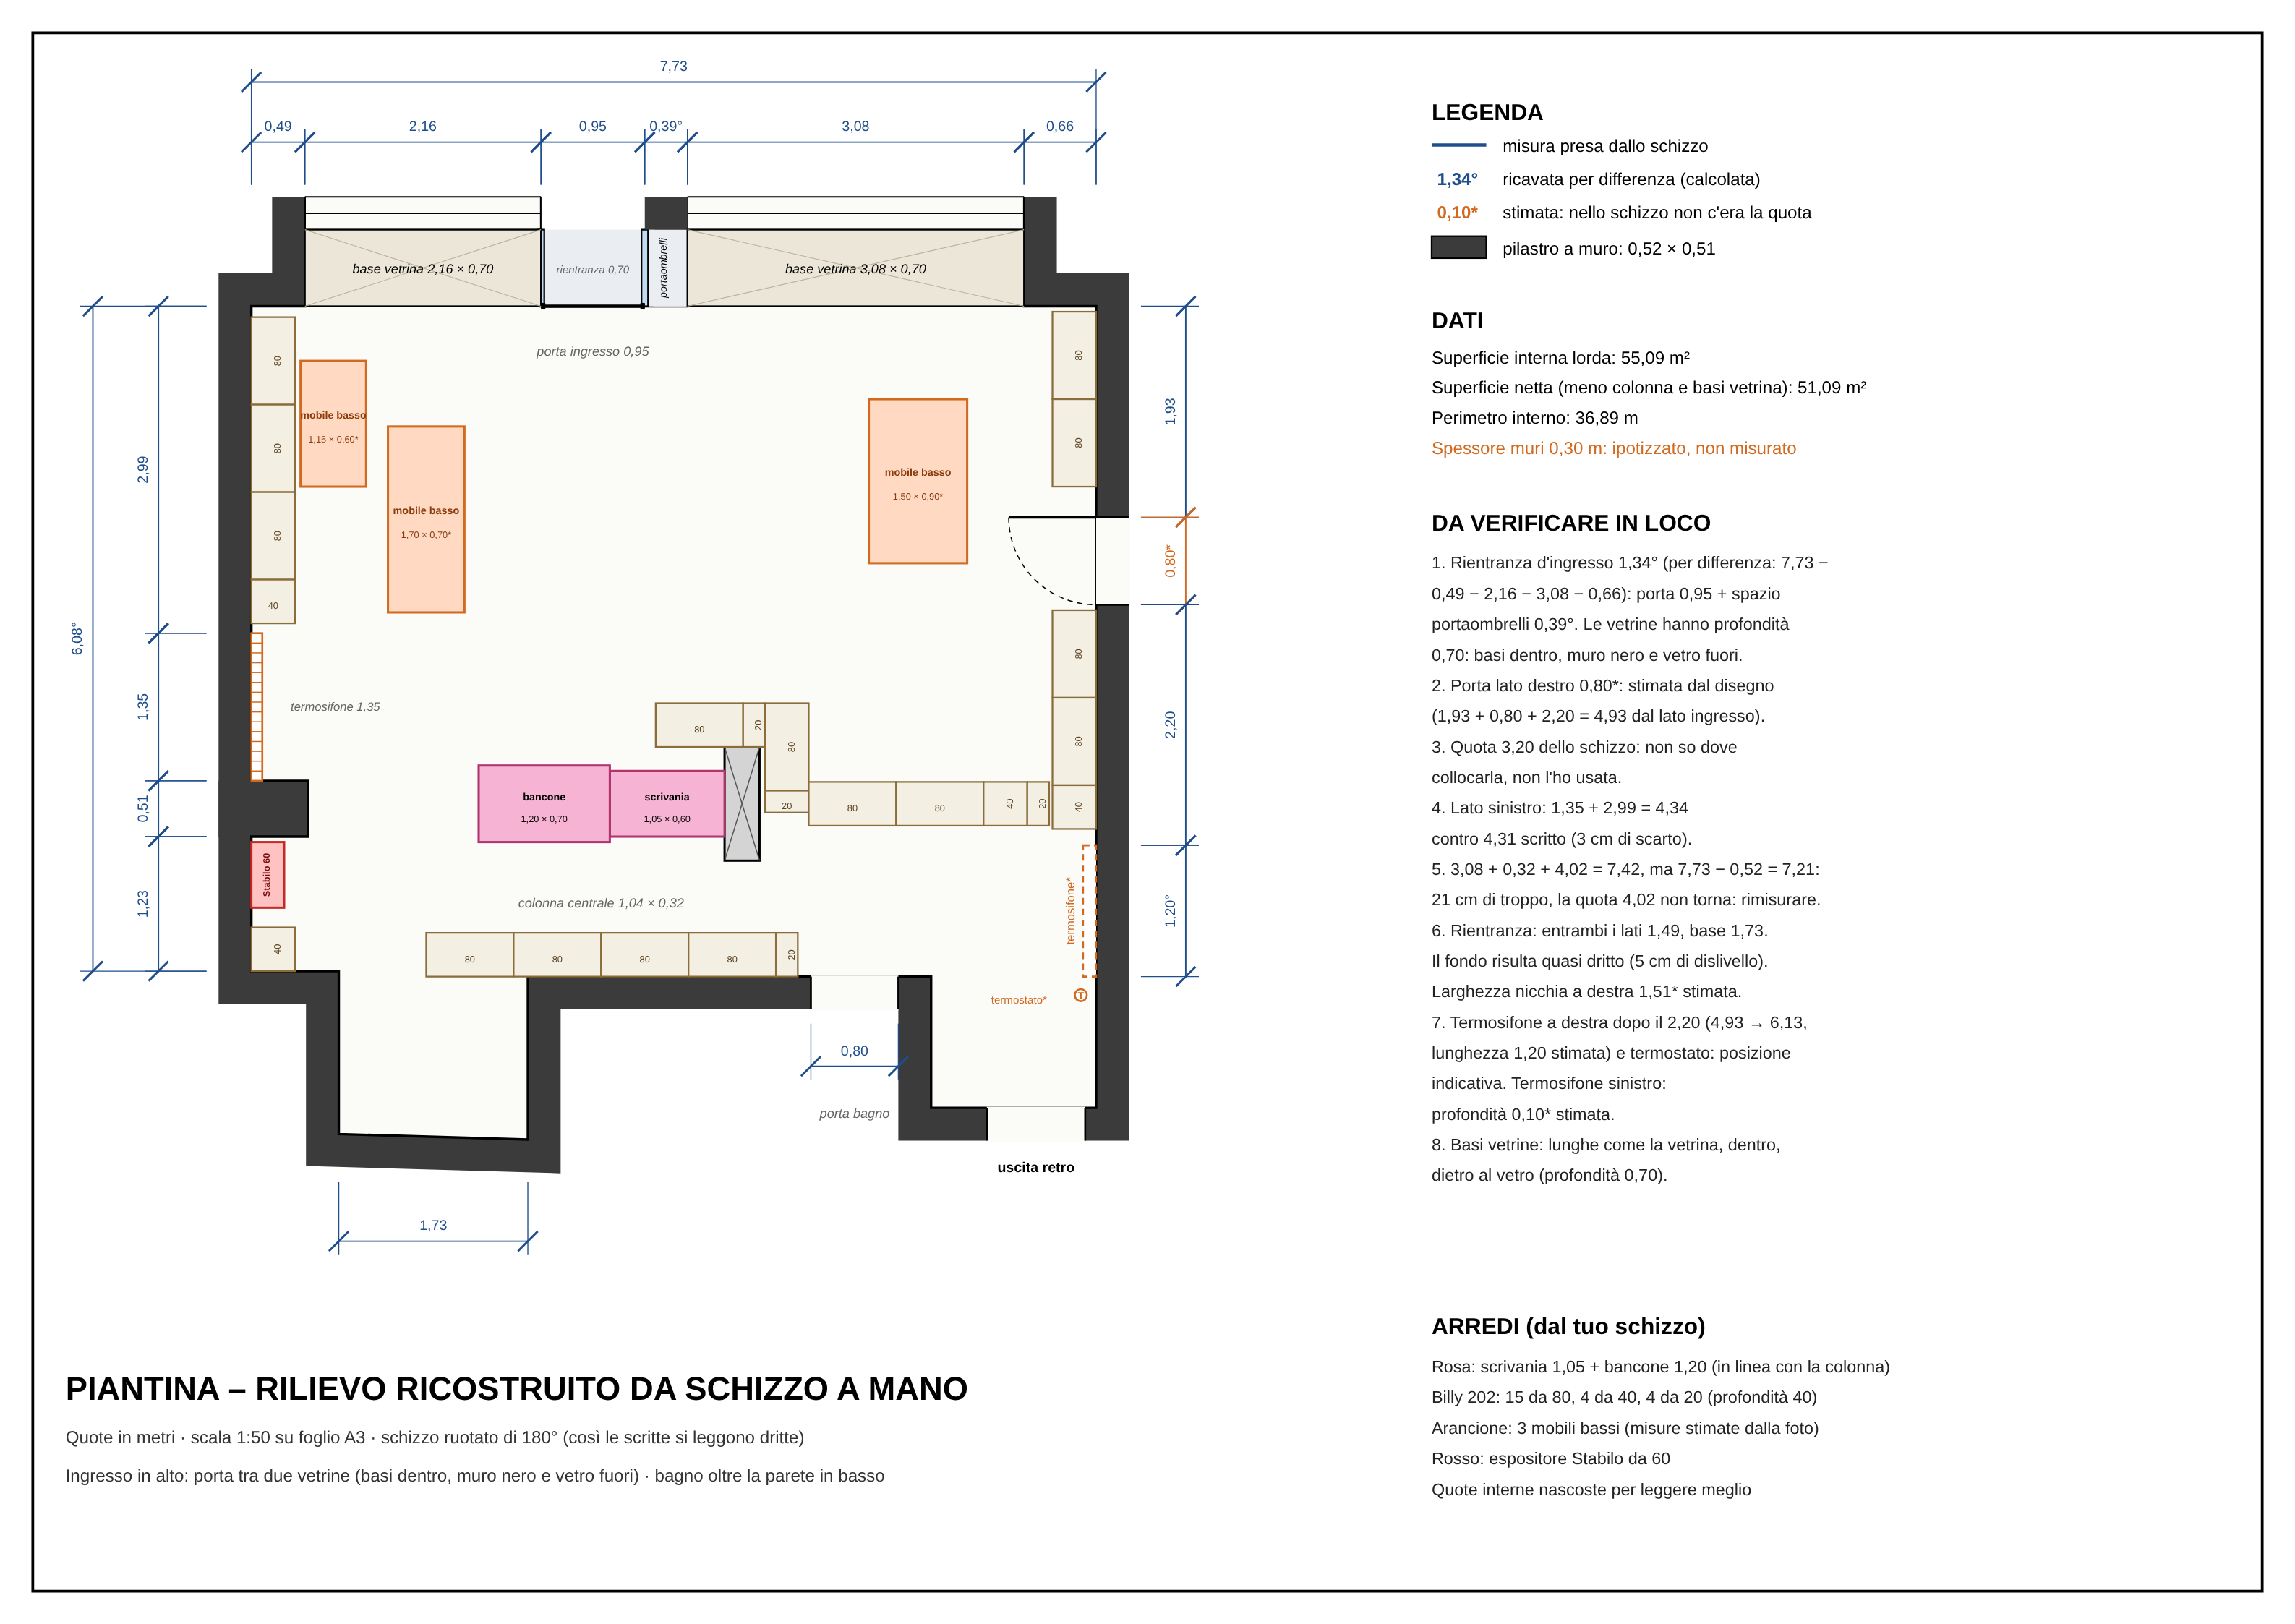 7,73
0,49 2,16 0,95 0,39° 3,08 0,66
base vetrina 2,16 × 0,70
rientranza 0,70
portaombrelli
base vetrina 3,08 × 0,70
porta ingresso 0,95
80
80
80
40
mobile basso
1,15 × 0,60*
mobile basso
1,70 × 0,70*
mobile basso
1,50 × 0,90*
80
80
2,99
6,08°
1,35
0,51
1,23
1,93
0,80*
2,20
1,20°
termosifone 1,35
80
20
80
20
80
80
40
20
80
80
40
bancone
1,20 × 0,70
scrivania
1,05 × 0,60
Stabilo 60
40
colonna centrale 1,04 × 0,32
80
80
80
80
20
termosifone*
termostato*
T
0,80
porta bagno
uscita retro
1,73
PIANTINA – RILIEVO RICOSTRUITO DA SCHIZZO A MANO
Quote in metri · scala 1:50 su foglio A3 · schizzo ruotato di 180° (così le scritte si leggono dritte)
Ingresso in alto: porta tra due vetrine (basi dentro, muro nero e vetro fuori) · bagno oltre la parete in basso
LEGENDA
misura presa dallo schizzo
1,34° ricavata per differenza (calcolata)
0,10* stimata: nello schizzo non c'era la quota
pilastro a muro: 0,52 × 0,51
DATI
Superficie interna lorda: 55,09 m²
Superficie netta (meno colonna e basi vetrina): 51,09 m²
Perimetro interno: 36,89 m
Spessore muri 0,30 m: ipotizzato, non misurato
DA VERIFICARE IN LOCO
1. Rientranza d'ingresso 1,34° (per differenza: 7,73 −
0,49 − 2,16 − 3,08 − 0,66): porta 0,95 + spazio
portaombrelli 0,39°. Le vetrine hanno profondità
0,70: basi dentro, muro nero e vetro fuori.
2. Porta lato destro 0,80*: stimata dal disegno
(1,93 + 0,80 + 2,20 = 4,93 dal lato ingresso).
3. Quota 3,20 dello schizzo: non so dove
collocarla, non l'ho usata.
4. Lato sinistro: 1,35 + 2,99 = 4,34
contro 4,31 scritto (3 cm di scarto).
5. 3,08 + 0,32 + 4,02 = 7,42, ma 7,73 − 0,52 = 7,21:
21 cm di troppo, la quota 4,02 non torna: rimisurare.
6. Rientranza: entrambi i lati 1,49, base 1,73.
Il fondo risulta quasi dritto (5 cm di dislivello).
Larghezza nicchia a destra 1,51* stimata.
7. Termosifone a destra dopo il 2,20 (4,93 → 6,13,
lunghezza 1,20 stimata) e termostato: posizione
indicativa. Termosifone sinistro:
profondità 0,10* stimata.
8. Basi vetrine: lunghe come la vetrina, dentro,
dietro al vetro (profondità 0,70).
ARREDI (dal tuo schizzo)
Rosa: scrivania 1,05 + bancone 1,20 (in linea con la colonna)
Billy 202: 15 da 80, 4 da 40, 4 da 20 (profondità 40)
Arancione: 3 mobili bassi (misure stimate dalla foto)
Rosso: espositore Stabilo da 60
Quote interne nascoste per leggere meglio